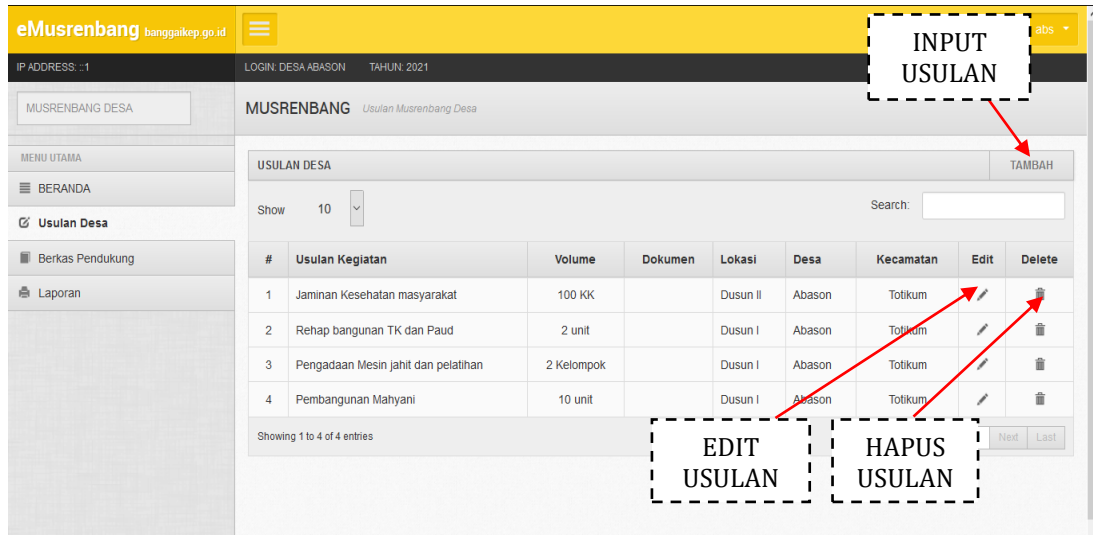 eMusrenbang banggaikep.go.id
INPUT
USULAN
abs
IP ADDRESS: ::1 LOGIN: DESA ABASON TAHUN: 2021
MUSRENBANG DESA
MUSRENBANG Usulan Musrenbang Desa
MENU UTAMA
BERANDA
Usulan Desa
Berkas Pendukung
Laporan
USULAN DESA TAMBAH
Show 10 Search:
# Usulan Kegiatan Volume Dokumen Lokasi Desa Kecamatan Edit Delete
1 Jaminan Kesehatan masyarakat 100 KK Dusun II Abason Totikum
2 Rehap bangunan TK dan Paud 2 unit Dusun I Abason Totikum
3 Pengadaan Mesin jahit dan pelatihan 2 Kelompok Dusun I Abason Totikum
4 Pembangunan Mahyani 10 unit Dusun I Abason Totikum
Showing 1 to 4 of 4 entries Next Last
EDIT
USULAN
HAPUS
USULAN